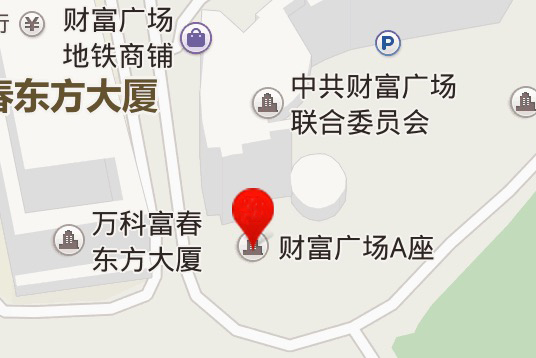 行
财富广场
地铁商铺
春东方大厦
P
中共财富广场
联合委员会
万科富春
东方大厦
财富广场A座